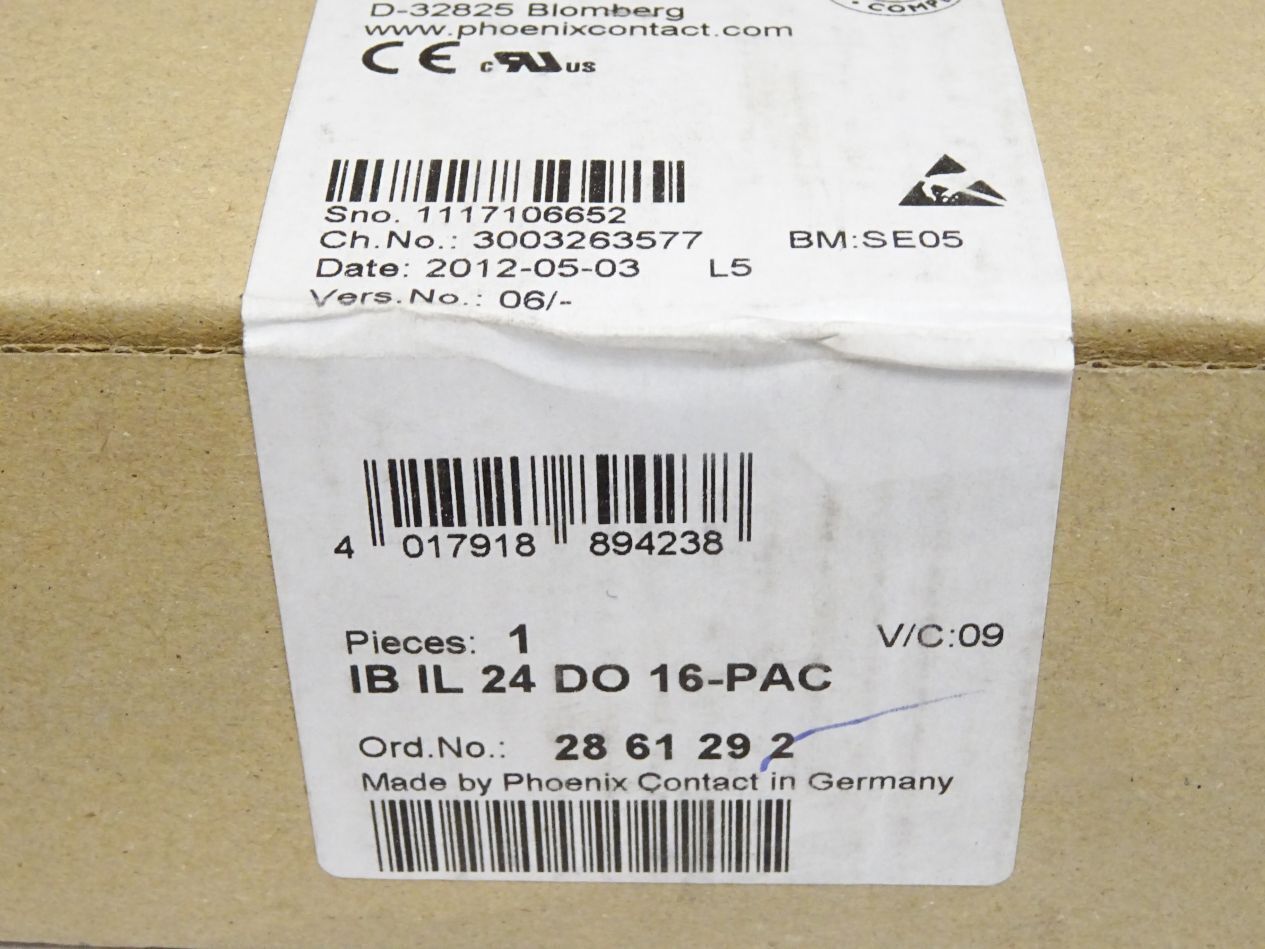 D-32825 Blomberg
www.phoenixcontact.com
CE c RU US
Sno. 1117106652
Ch.No.: 3003263577 BM:SE05
Date: 2012-05-03 L5
Vers.No.: 06/-
4 017918 894238
Pieces: 1 V/C:09
IB IL 24 DO 16-PAC
Ord.No.: 28 61 29 2
Made by Phoenix Contact in Germany